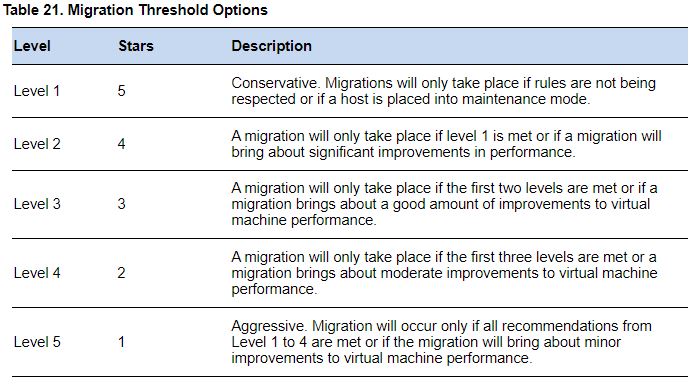 Table 21. Migration Threshold Options
Level Stars Description
Level 1 5 Conservative. Migrations will only take place if rules are not being
respected or if a host is placed into maintenance mode.
Level 2 4 A migration will only take place if level 1 is met or if a migration will
bring about significant improvements in performance.
Level 3 3 A migration will only take place if the first two levels are met or if a
migration brings about a good amount of improvements to virtual
machine performance.
Level 4 2 A migration will only take place if the first three levels are met or a
migration brings about moderate improvements to virtual machine
performance.
Level 5 1 Aggressive. Migration will occur only if all recommendations from
Level 1 to 4 are met or if the migration will bring about minor
improvements to virtual machine performance.